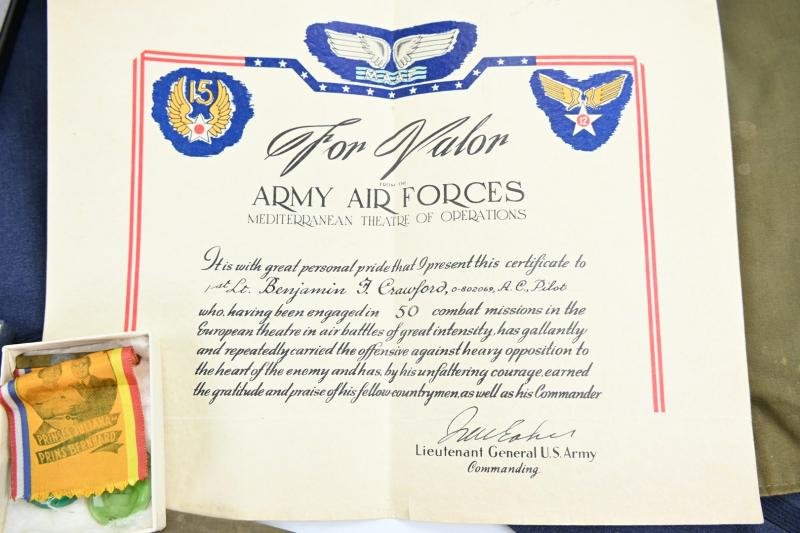 15
12
For Valor
FROM THE
ARMY AIR FORCES
MEDITERRANEAN THEATRE OF OPERATIONS
It is with great personal pride that I present this certificate to
1st Lt. Benjamin F Crawford, O-802069, A.C., Pilot
who, having been engaged in 50 combat missions in the
European theatre in air battles of great intensity, has gallantly
and repeatedly carried the offensive against heavy opposition to
the heart of the enemy and has, by his unfaltering courage, earned
the gratitude and praise of his fellow countrymen, as well as his Commander
Lieutenant General U.S. Army
Commanding
PRINSES JULIANA
PRINS BERNHARD